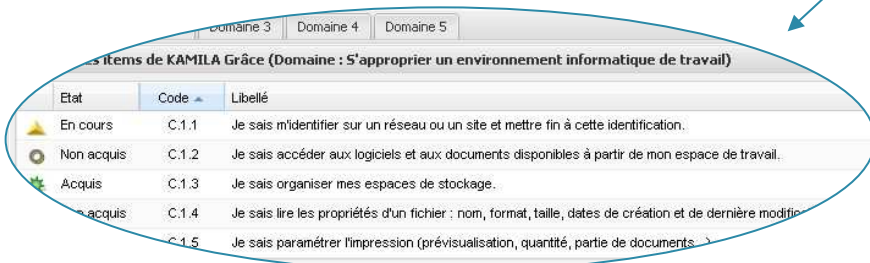 Domaine 3 Domaine 4 Domaine 5
items de KAMILA Grâce (Domaine : S'approprier un environnement informatique de travail)
Etat Code Libellé
En cours C.1.1 Je sais m'identifier sur un réseau ou un site et mettre fin à cette identification.
Non acquis C.1.2 Je sais accéder aux logiciels et aux documents disponibles à partir de mon espace de travail.
Acquis C.1.3 Je sais organiser mes espaces de stockage.
acquis C.1.4 Je sais lire les propriétés d'un fichier : nom, format, taille, dates de création et de dernière
C.1.5 Je sais paramétrer l'impression (prévisualisation, quantité, partie de documents...)